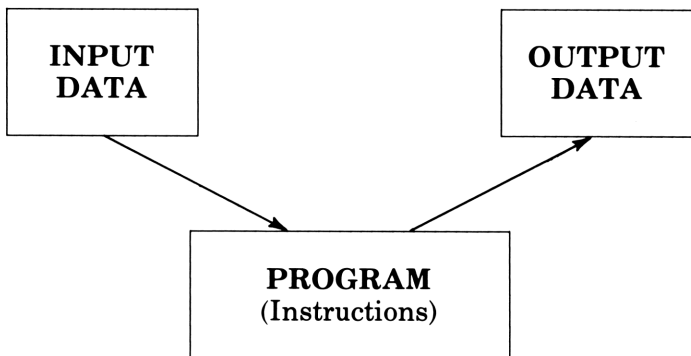 INPUT
DATA
OUTPUT
DATA
PROGRAM
(Instructions)